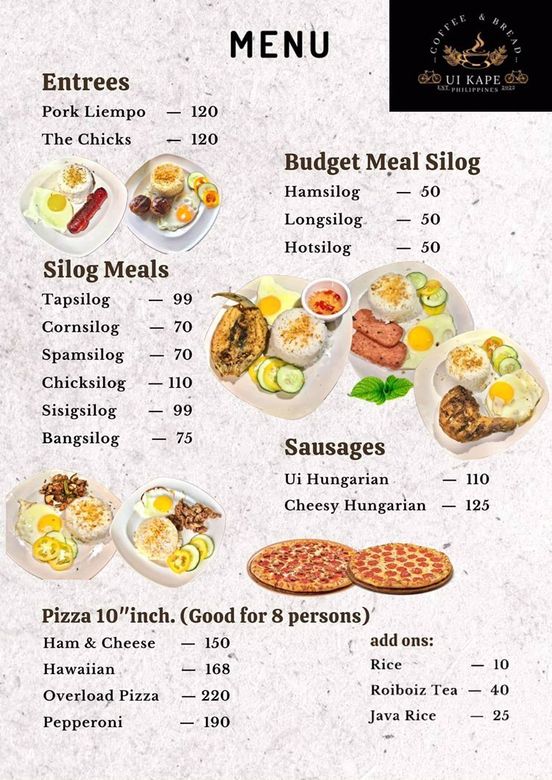 MENU
COFFEE & BREAD
UI KAPE
EST. PHILIPPINES 2022
Entrees
Pork Liempo — 120
The Chicks — 120
Budget Meal Silog
Hamsilog — 50
Longsilog — 50
Hotsilog — 50
Silog Meals
Tapsilog — 99
Cornsilog — 70
Spamsilog — 70
Chicksilog — 110
Sisigsilog — 99
Bangsilog — 75
Sausages
Ui Hungarian — 110
Cheesy Hungarian — 125
Pizza 10"inch. (Good for 8 persons)
Ham & Cheese — 150
Hawaiian — 168
Overload Pizza — 220
Pepperoni — 190
add ons:
Rice — 10
Roiboiz Tea — 40
Java Rice — 25